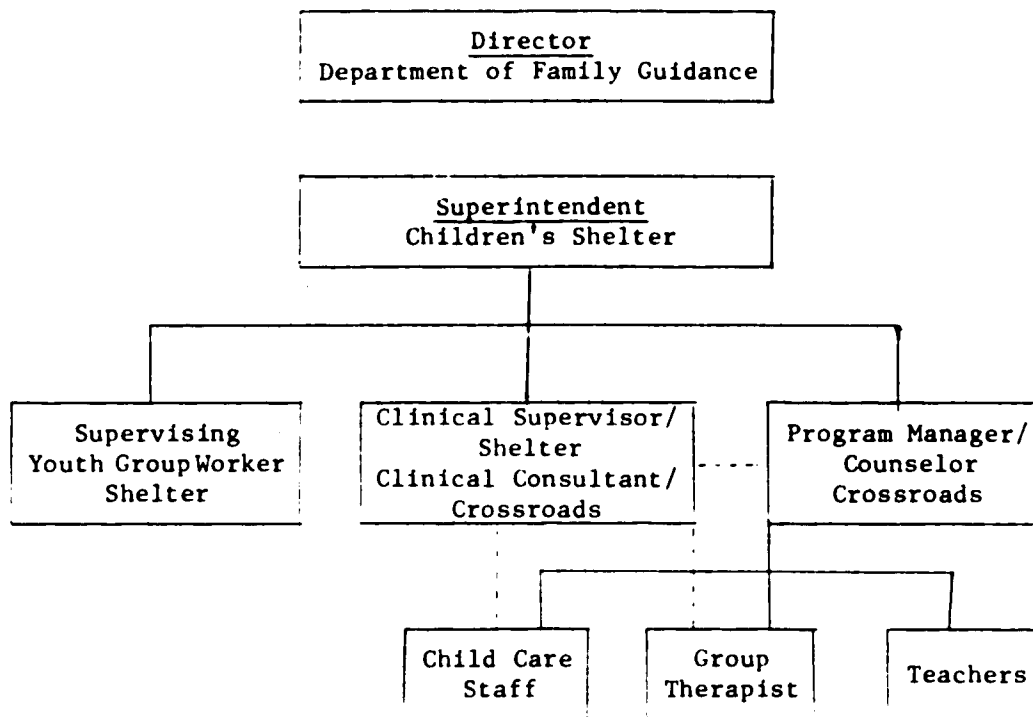 Director
Department of Family Guidance
Superintendent
Children's Shelter
Supervising
Youth Group Worker
Shelter
Clinical Supervisor/
Shelter
Clinical Consultant/
Crossroads
Program Manager/
Counselor
Crossroads
Child Care
Staff
Group
Therapist
Teachers